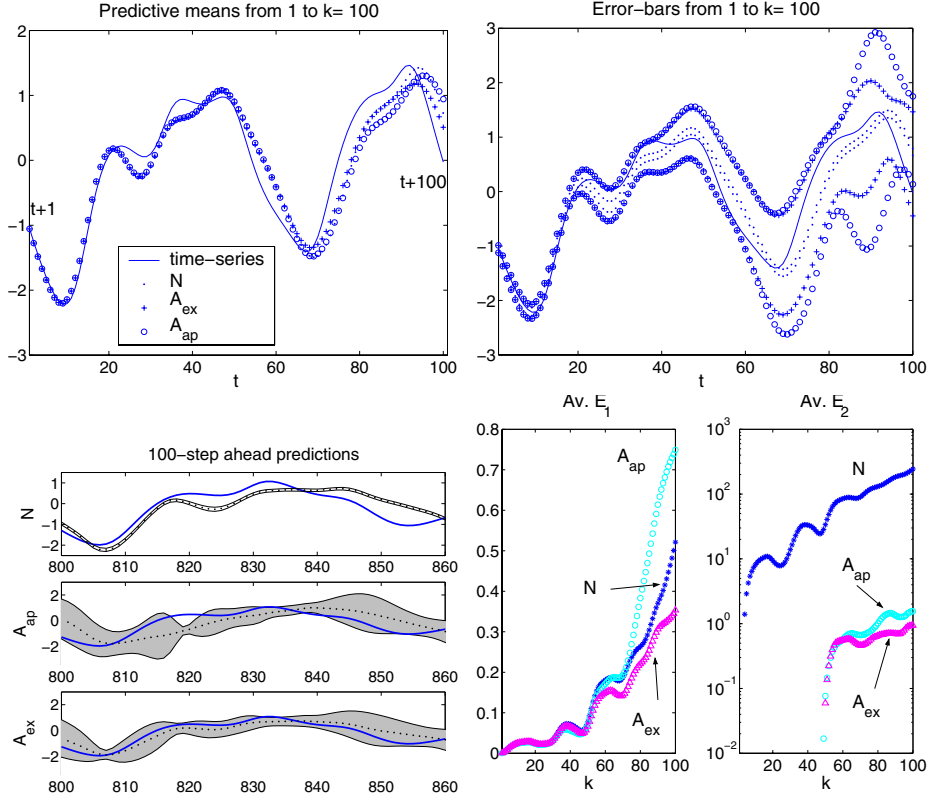 Predictive means from 1 to k= 100
2
1
0
−1
−2
−3
20 40 60 80 100
t
t+1
t+100
time−series
N
A_ex
A_ap
Error−bars from 1 to k= 100
3
2
1
0
−1
−2
−3
20 40 60 80 100
t
100−step ahead predictions
N
1
0
−1
−2
800 810 820 830 840 850 860
A_ap
2
0
−2
800 810 820 830 840 850 860
A_ex
2
0
−2
800 810 820 830 840 850 860
Av. E_1
0.8
0.7
0.6
0.5
0.4
0.3
0.2
0.1
0
20 40 60 80 100
k
A_ap
N
A_ex
Av. E_2
10^3
10^2
10^1
10^0
10^−1
10^−2
20 40 60 80 100
k
N
A_ap
A_ex